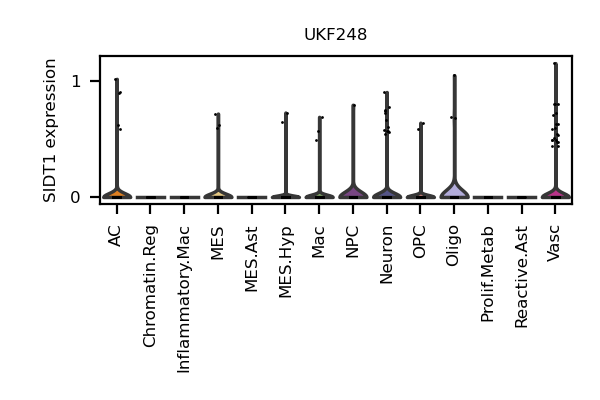 UKF248
SIDT1 expression
1
0
AC
Chromatin.Reg
Inflammatory.Mac
MES
MES.Ast
MES.Hyp
Mac
NPC
Neuron
OPC
Oligo
Prolif.Metab
Reactive.Ast
Vasc